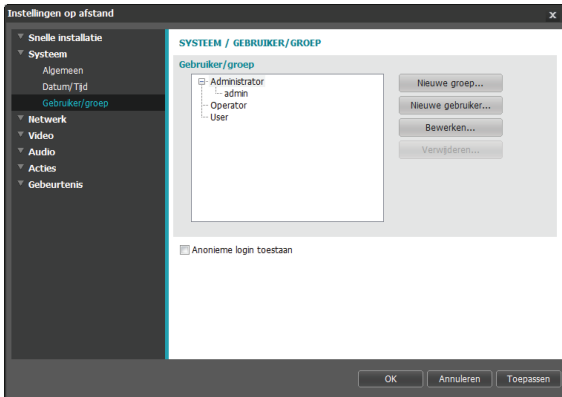 Instellingen op afstand
x
Snelle installatie
Systeem
Algemeen
Datum/Tijd
Gebruiker/groep
Netwerk
Video
Audio
Acties
Gebeurtenis
SYSTEEM / GEBRUIKER/GROEP
Gebruiker/groep
Administrator
admin
Operator
User
Nieuwe groep...
Nieuwe gebruiker...
Bewerken...
Verwijderen...
Anonieme login toestaan
OK
Annuleren
Toepassen